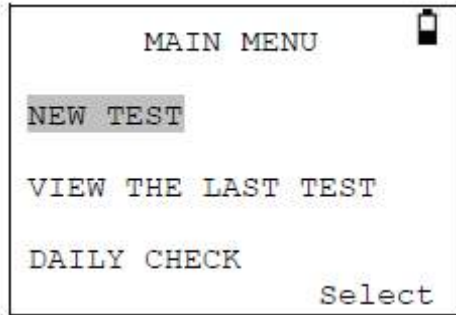 MAIN MENU
NEW TEST
VIEW THE LAST TEST
DAILY CHECK
Select